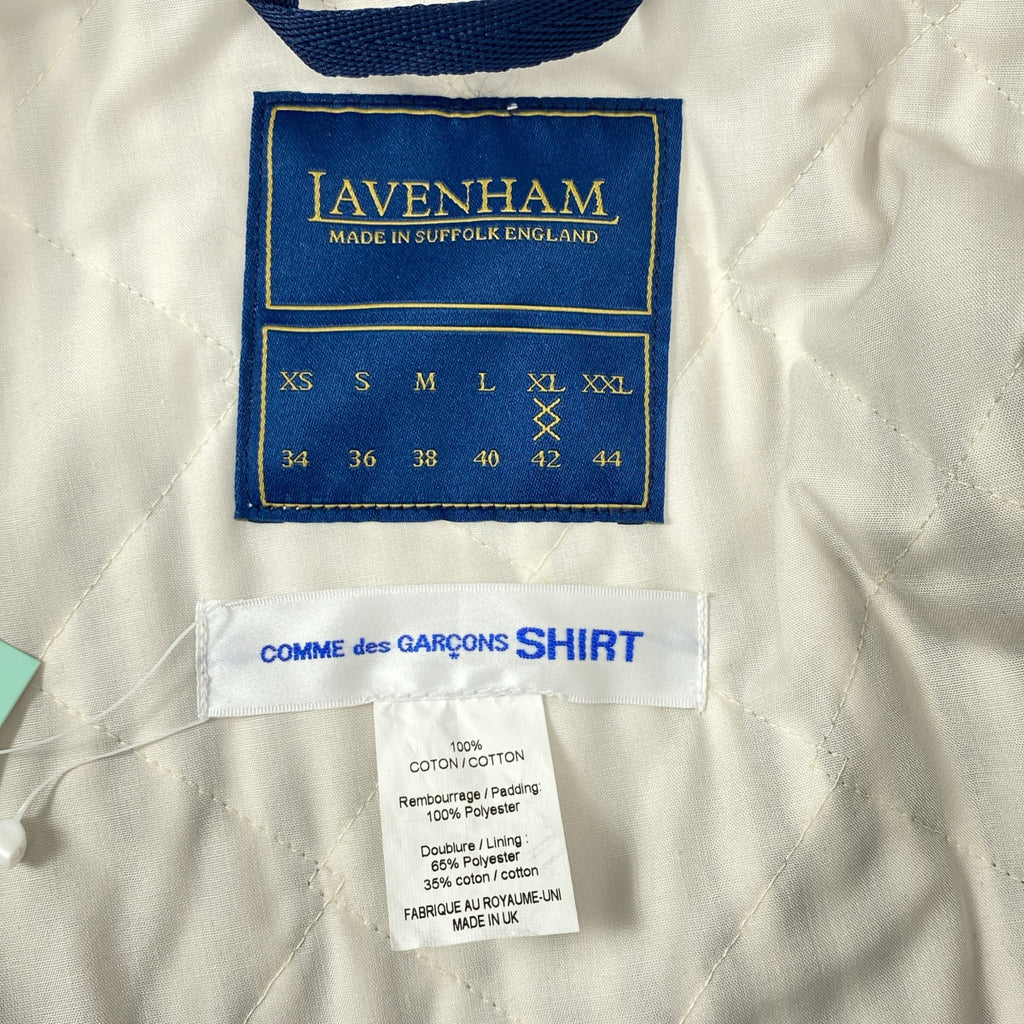 LAVENHAM
MADE IN SUFFOLK ENGLAND
XS S M L XL XXL
34 36 38 40 42 44
COMME des GARÇONS SHIRT
100%
COTON / COTTON
Rembourrage / Padding:
100% Polyester
Doublure / Lining :
65% Polyester
35% coton / cotton
FABRIQUE AU ROYAUME-UNI
MADE IN UK